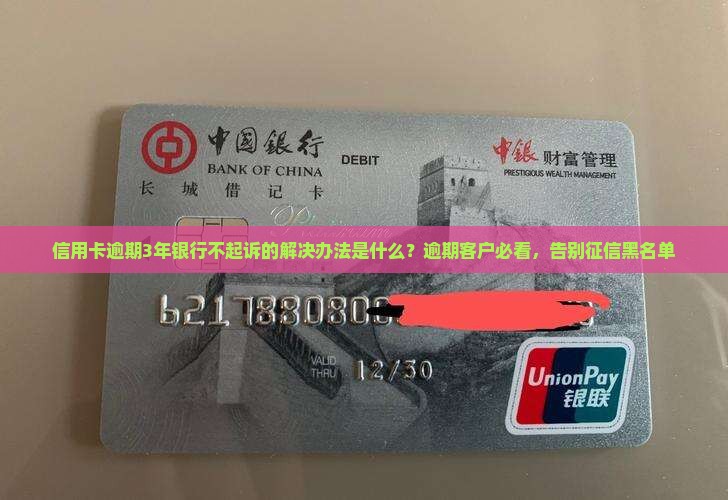 中国银行
BANK OF CHINA
DEBIT
中銀 财富管理
PRESTIGIOUS WEALTH MANAGEMENT
长城借记卡
信用卡逾期3年银行不起诉的解决办法是什么？逾期客户必看，告别征信黑名单
621788080
VALID
THRU
12/30
UnionPay
银联